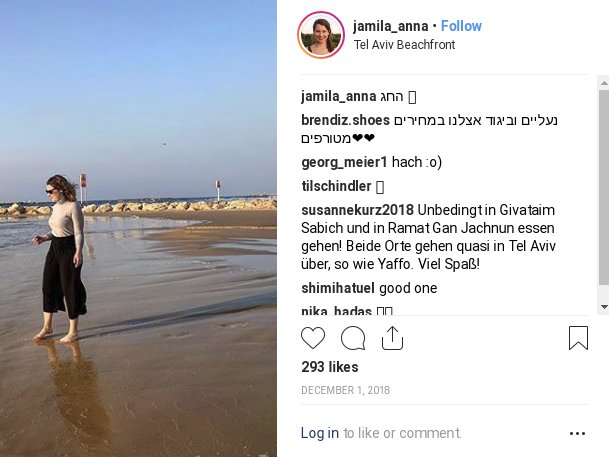 jamila_anna • Follow
Tel Aviv Beachfront
jamila_anna החג
brendiz.shoes נעליים וביגוד אצלנו במחירים
מטורפים❤❤
georg_meier1 hach :o)
tilschindler
susannekurz2018 Unbedingt in Givataim
Sabich und in Ramat Gan Jachnun essen
gehen! Beide Orte gehen quasi in Tel Aviv
über, so wie Yaffo. Viel Spaß!
shimihatuel good one
nika_hadas
293 likes
DECEMBER 1, 2018
Log in to like or comment.